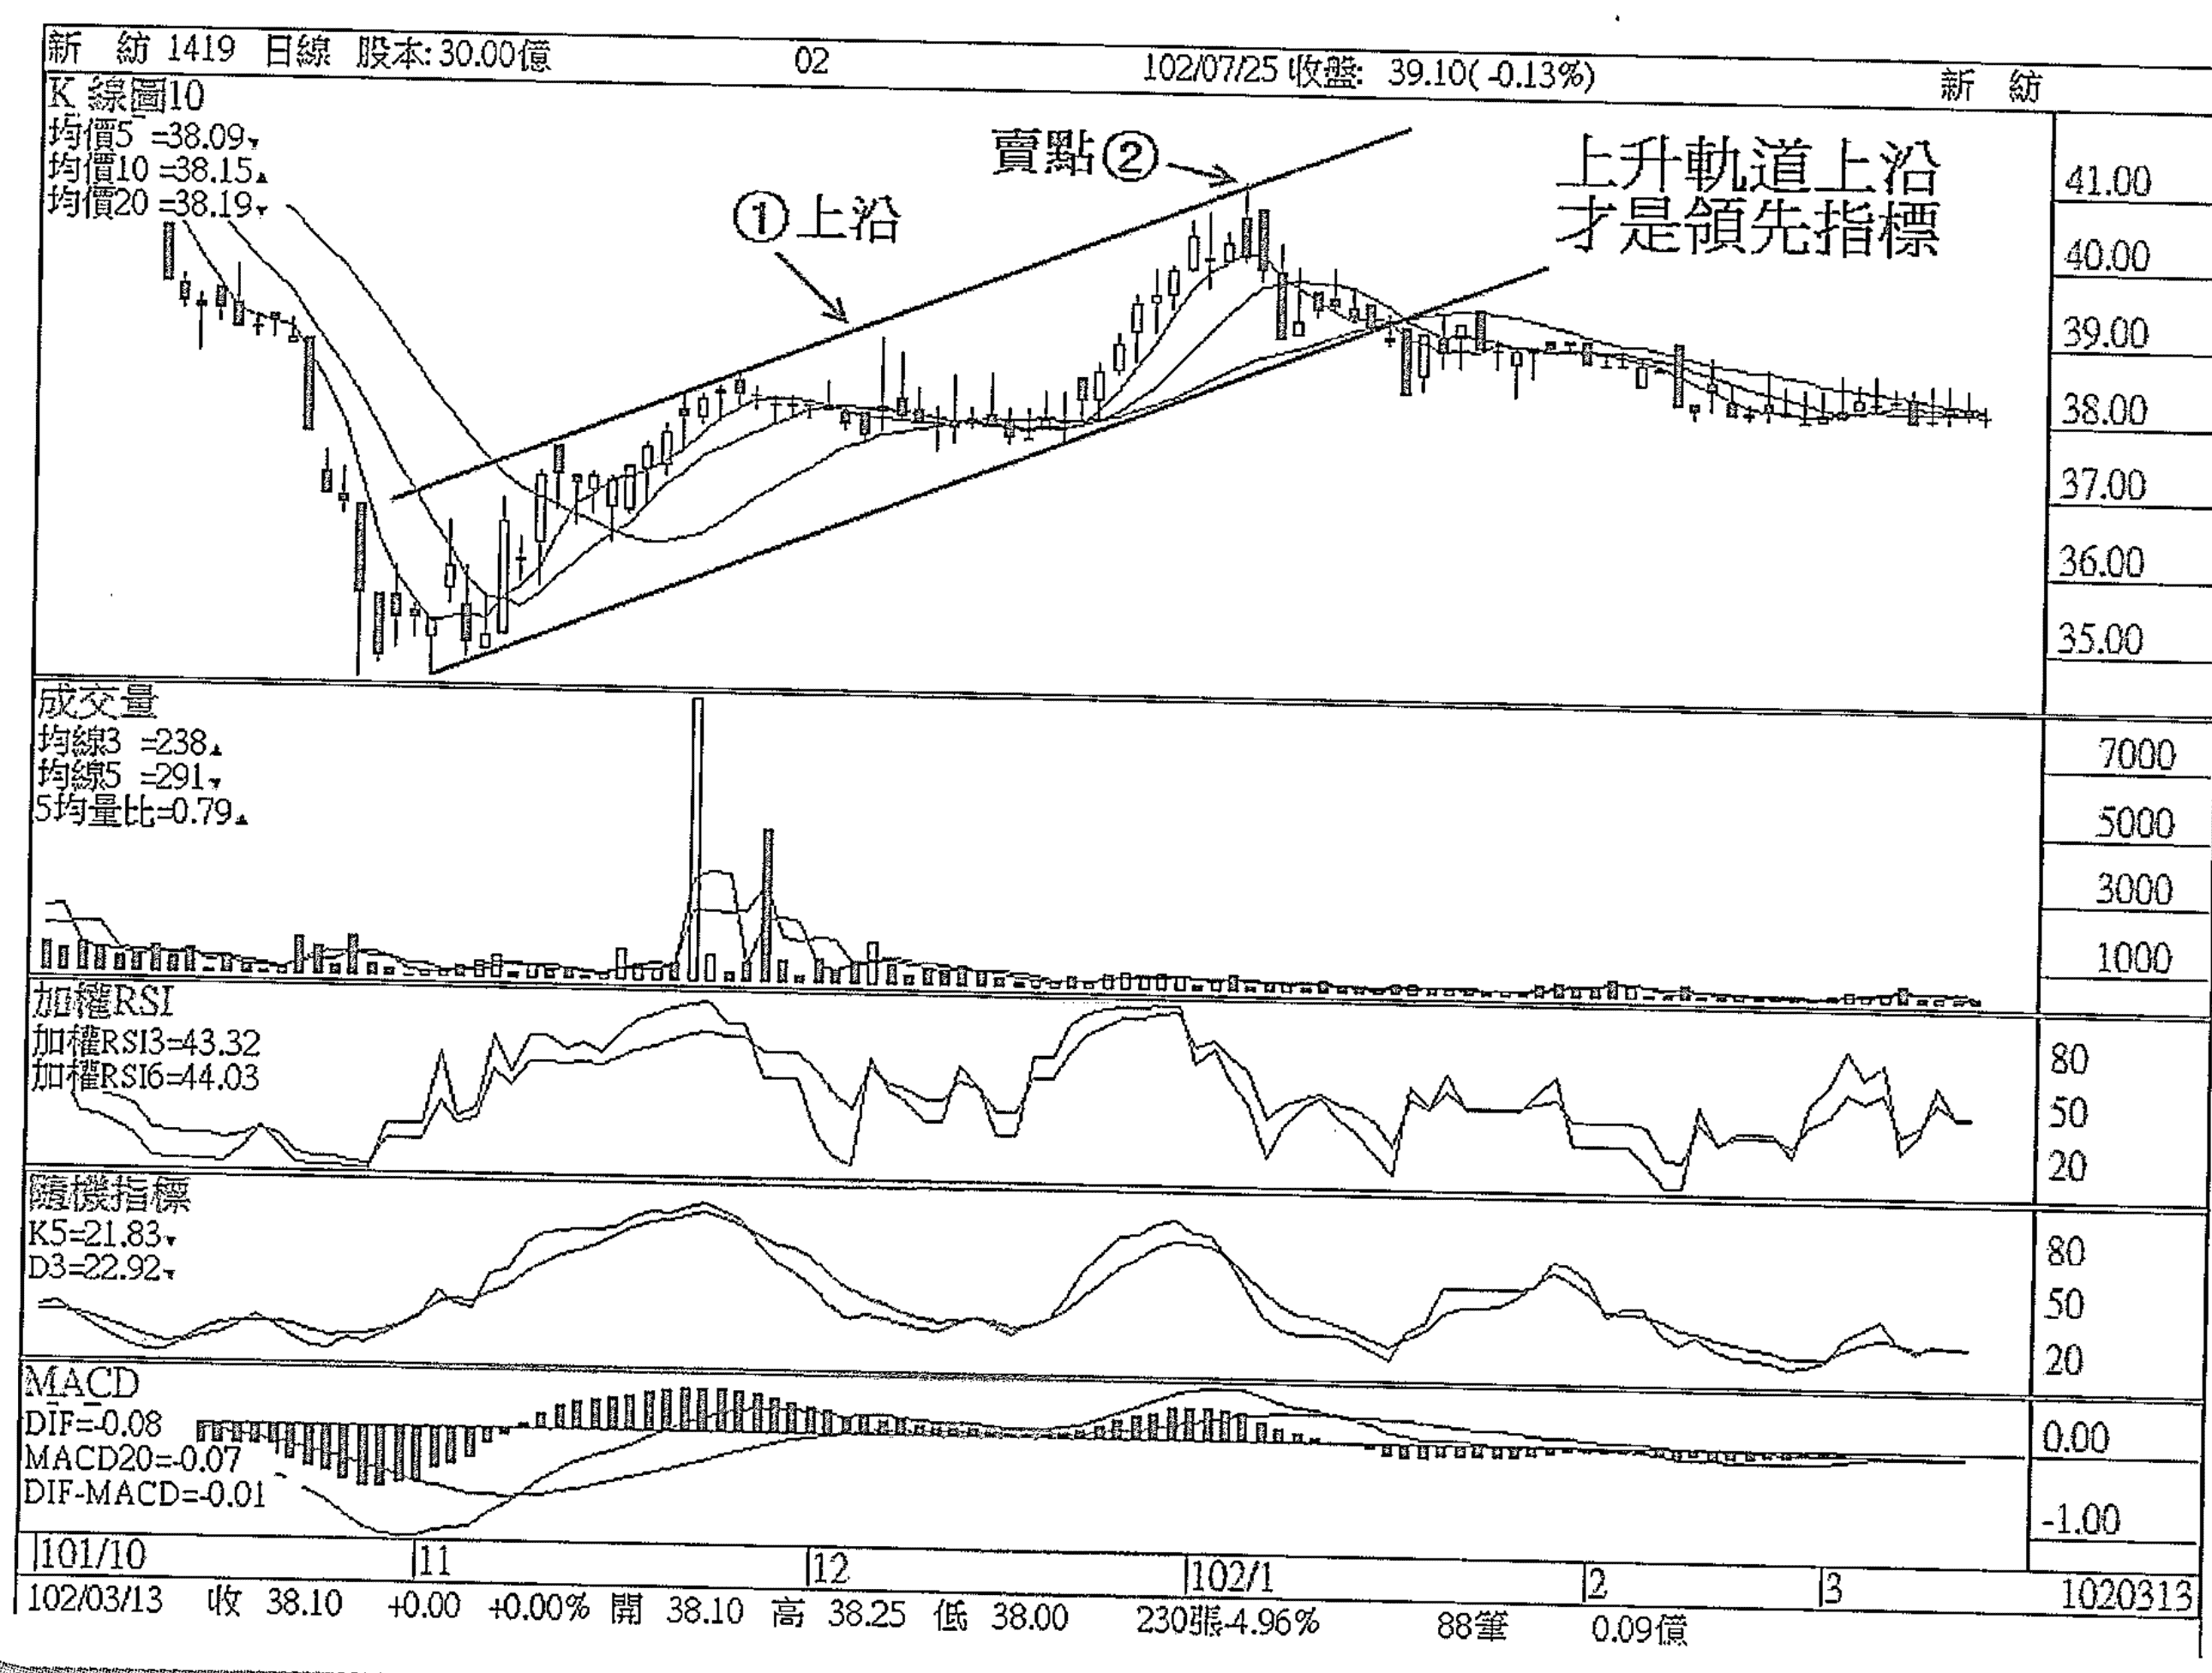 新 紡 1419 日線 股本:30.00億 02 102/07/25 收盤: 39.10( -0.13%) 新 紡
K 線圖10
均價5 =38.09▼
均價10 =38.15▲
均價20 =38.19▼
賣點②
①上沿
上升軌道上沿
才是領先指標
41.00
40.00
39.00
38.00
37.00
36.00
35.00
成交量
均線3 =238▲
均線5 =291▼
5均量比=0.79▲
7000
5000
3000
1000
加權RSI
加權RSI3=43.32
加權RSI6=44.03
80
50
20
隨機指標
K5=21.83▼
D3=22.92▼
80
50
20
MACD
DIF=-0.08
MACD20=-0.07
DIF-MACD=-0.01
0.00
-1.00
101/10 11 12 102/1 2 3 1020313
102/03/13 收 38.10 +0.00 +0.00% 開 38.10 高 38.25 低 38.00 230張-4.96% 88筆 0.09億